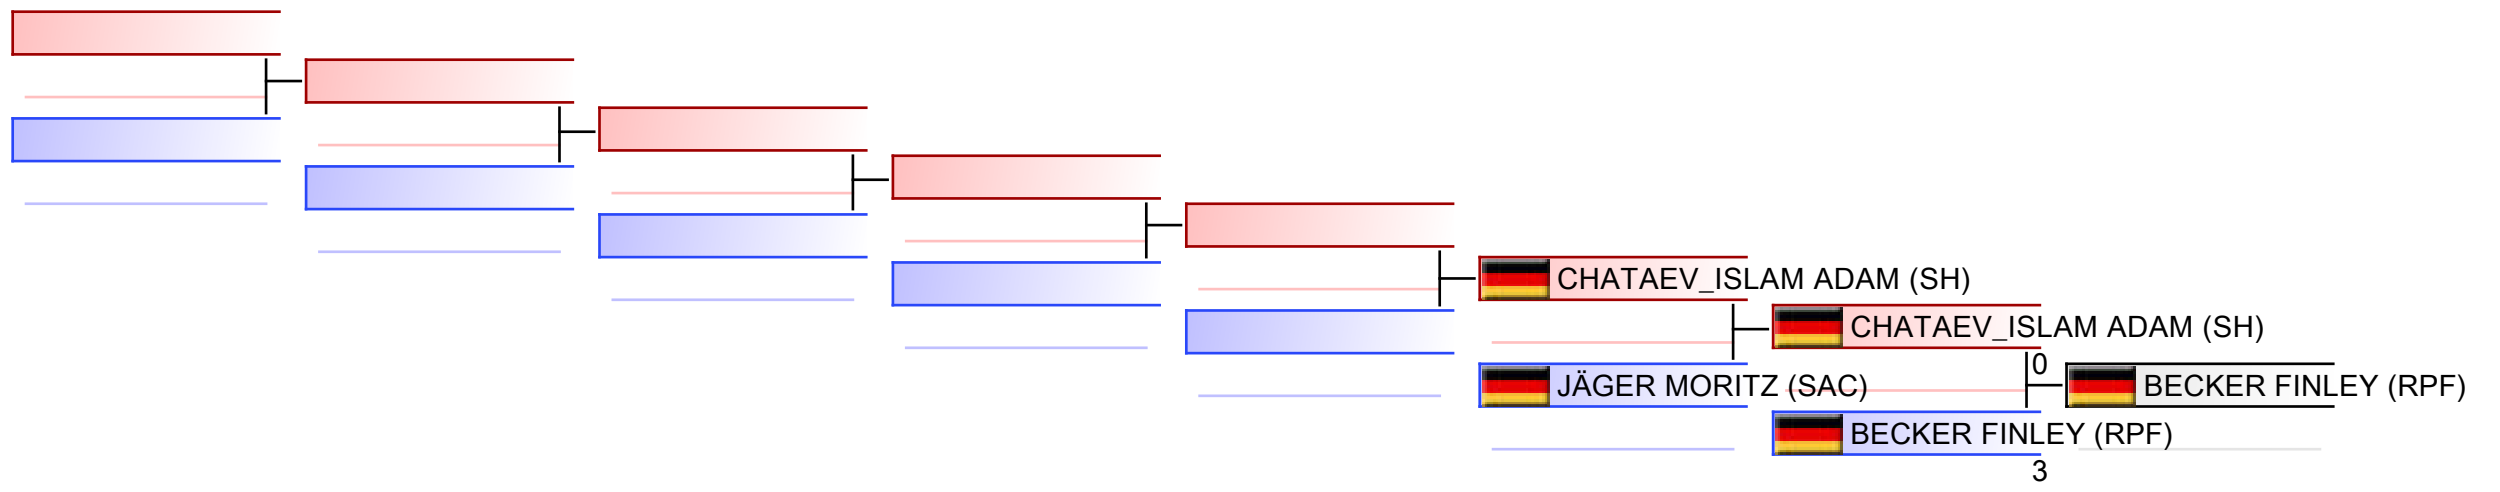 CHATAEV_ISLAM ADAM (SH)
CHATAEV_ISLAM ADAM (SH)
0
JÄGER MORITZ (SAC)
BECKER FINLEY (RPF)
BECKER FINLEY (RPF)
3